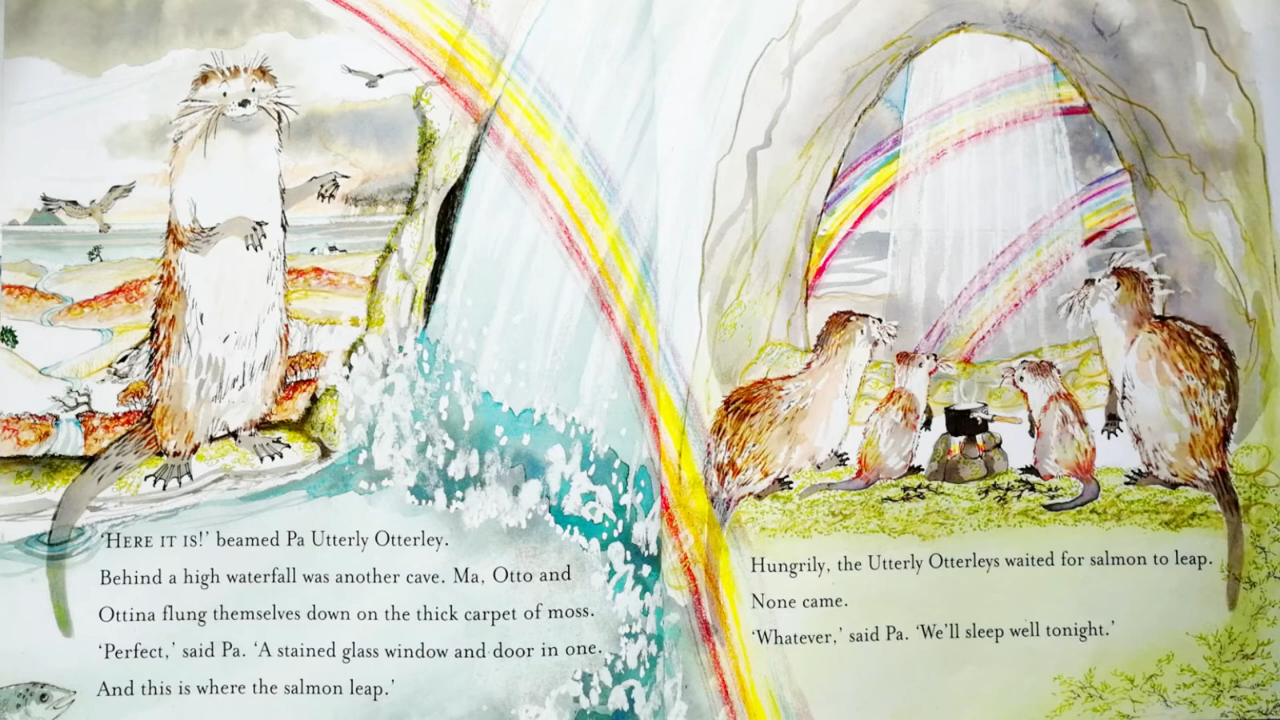 ‘HERE IT IS!’ beamed Pa Utterly Otterley.
Behind a high waterfall was another cave. Ma, Otto and
Ottina flung themselves down on the thick carpet of moss.
‘Perfect,’ said Pa. ‘A stained glass window and door in one.
And this is where the salmon leap.’
Hungrily, the Utterly Otterleys waited for salmon to leap.
None came.
‘Whatever,’ said Pa. ‘We’ll sleep well tonight.’